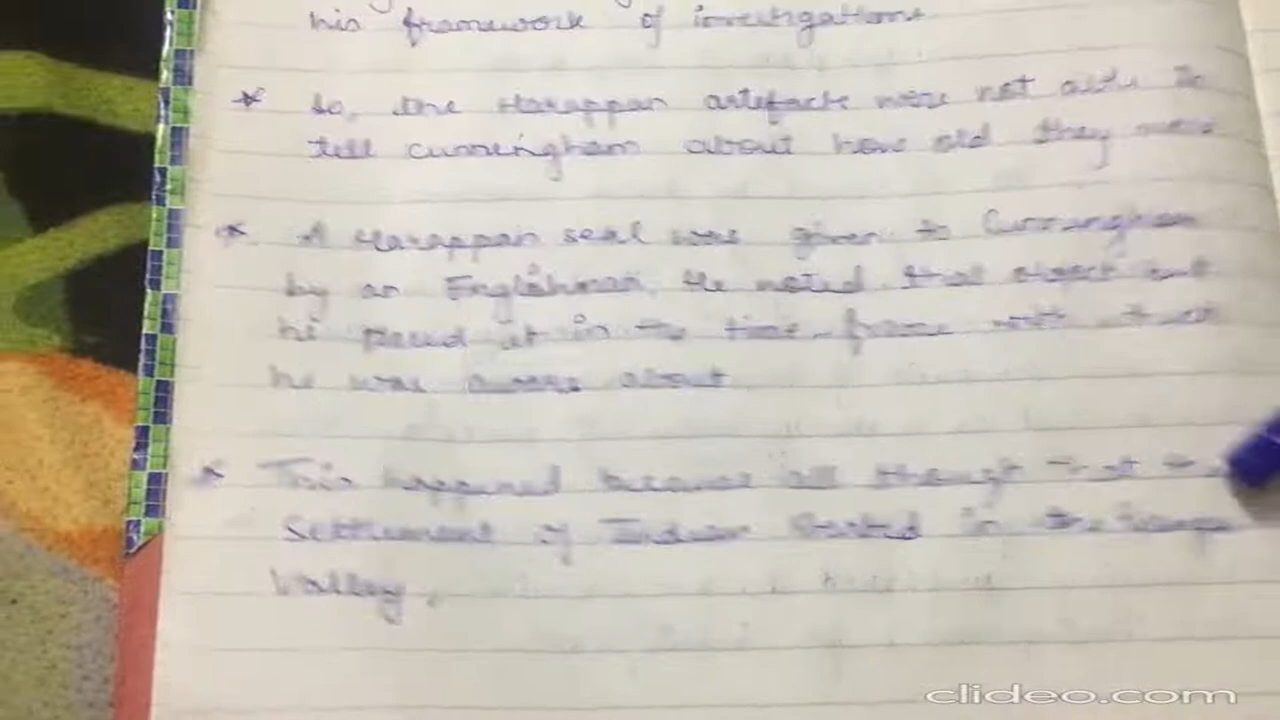 his framework of investigations
* So, the Harappan artefacts were not able to
tell cunningham about how old they were
* A Harappan seal was given to Cunningham
by an Englishman. He noted that object but
he placed it in the time-frame with
he was aware about
* This happened because all thought that the
Settlement of Indian started in the Ganga
Valley.
clideo.com